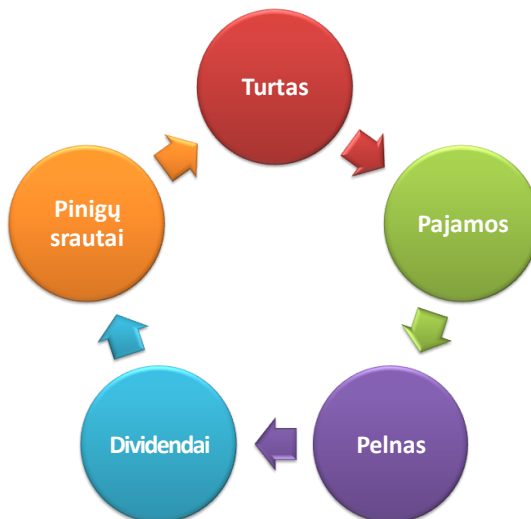 Turtas
Pajamos
Pelnas
Dividendai
Pinigų
srautai